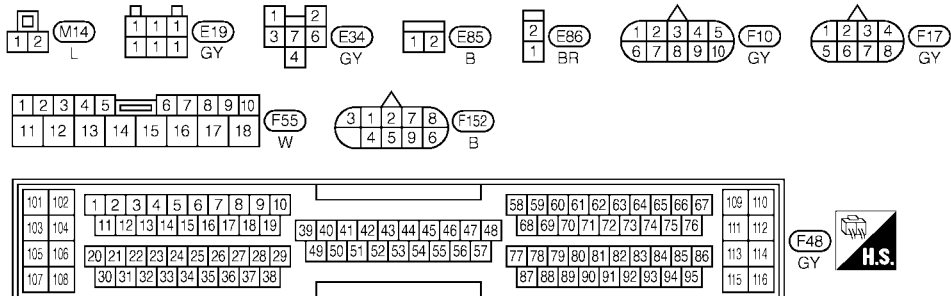 1 2 M14 L
1 1 1 E19 GY
1 1 1
1 2 E34 GY
3 7 6
4
1 2 E85 B
2 E86 BR
1
1 2 3 4 5 F10 GY
6 7 8 9 10
1 2 3 4 F17 GY
5 6 7 8
1 2 3 4 5 6 7 8 9 10 F55 W
11 12 13 14 15 16 17 18
3 1 2 7 8 F152 B
4 5 9 6
101 102
103 104
105 106
107 108
1 2 3 4 5 6 7 8 9 10
11 12 13 14 15 16 17 18 19
20 21 22 23 24 25 26 27 28 29
30 31 32 33 34 35 36 37 38
39 40 41 42 43 44 45 46 47 48
49 50 51 52 53 54 55 56 57
58 59 60 61 62 63 64 65 66 67
68 69 70 71 72 73 74 75 76
77 78 79 80 81 82 83 84 85 86
87 88 89 90 91 92 93 94 95
109 110
111 112
113 114
115 116
F48 GY
H.S.